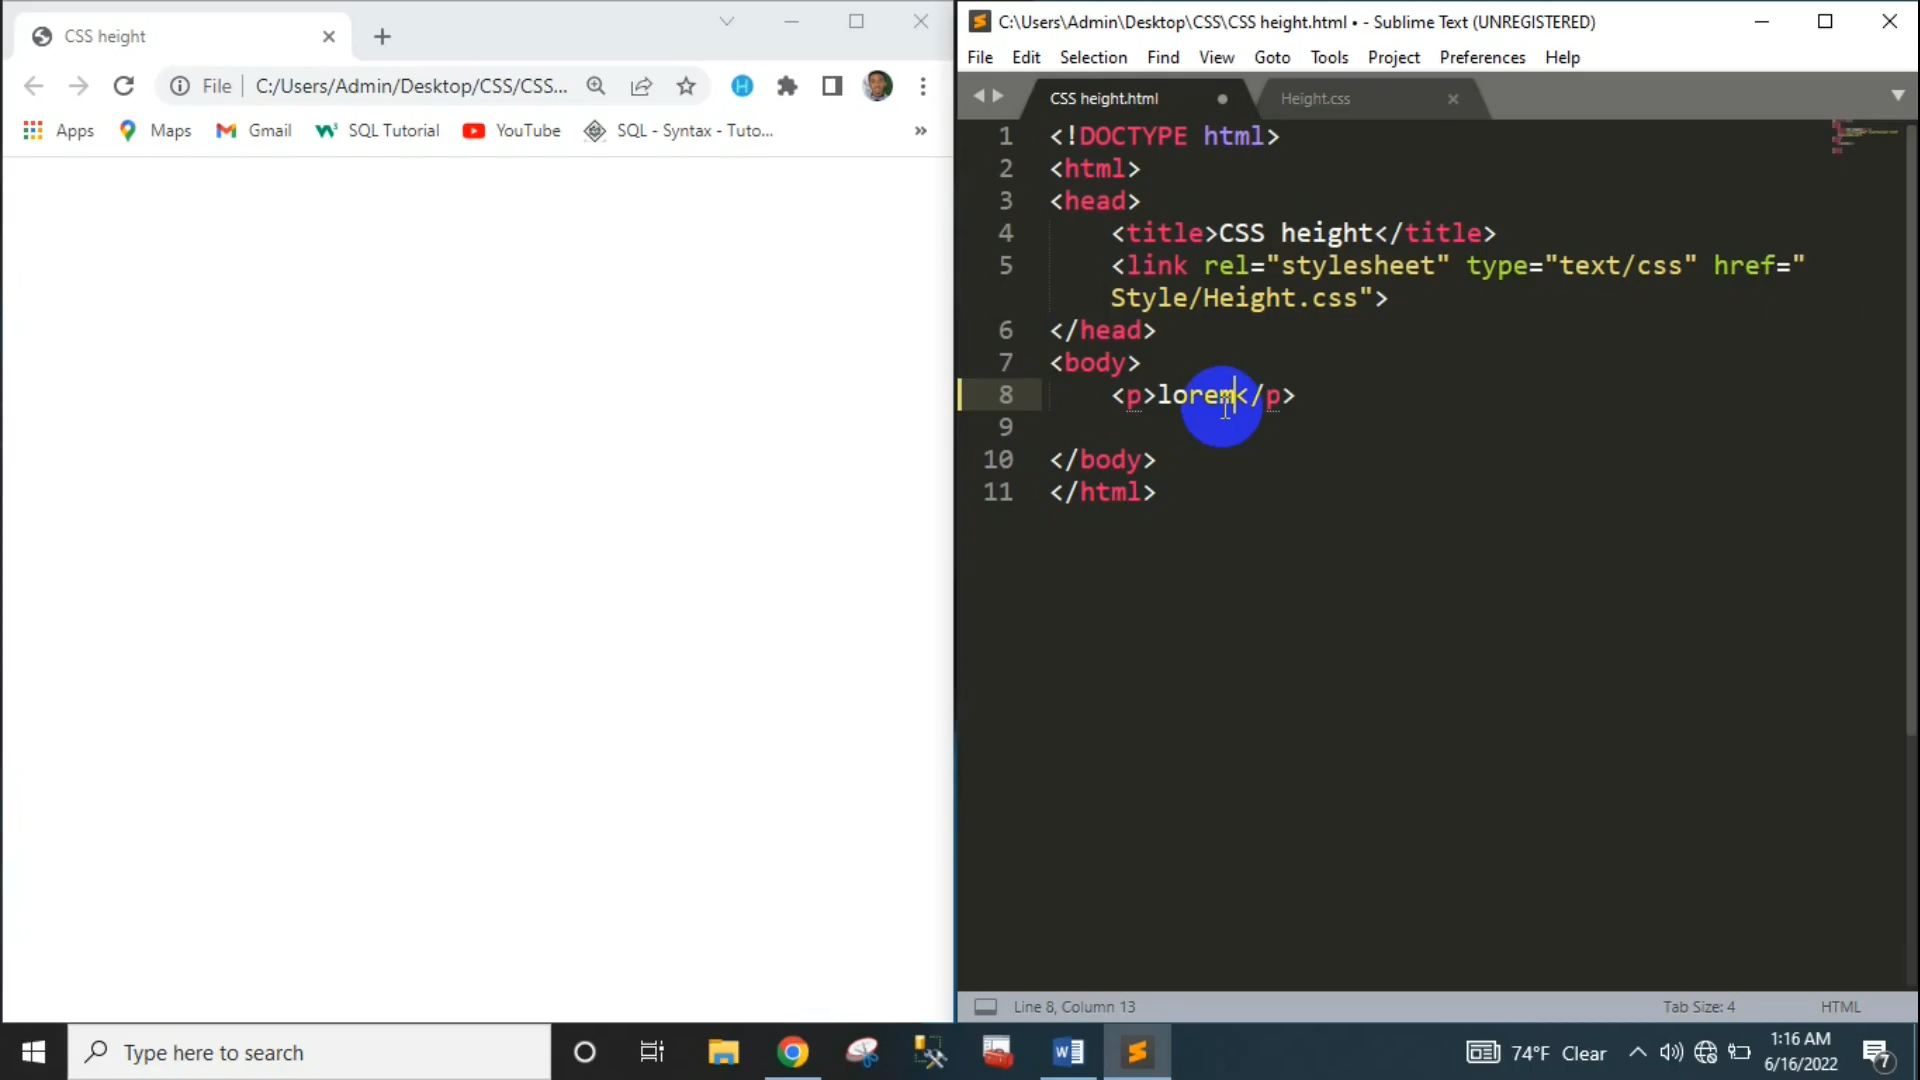 CSS height
File
C:/Users/Admin/Desktop/CSS/CSS...
Apps
Maps
Gmail
SQL Tutorial
YouTube
SQL - Syntax - Tuto...
»
C:\Users\Admin\Desktop\CSS\CSS height.html • - Sublime Text (UNREGISTERED)
File Edit Selection Find View Goto Tools Project Preferences Help
CSS height.html
Height.css
1 <!DOCTYPE html>
2 <html>
3 <head>
4 <title>CSS height</title>
5 <link rel="stylesheet" type="text/css" href="
Style/Height.css">
6 </head>
7 <body>
8 <p>lorem</p>
9
10 </body>
11 </html>
Line 8, Column 13
Tab Size: 4
HTML
Type here to search
74°F Clear
1:16 AM
6/16/2022
7